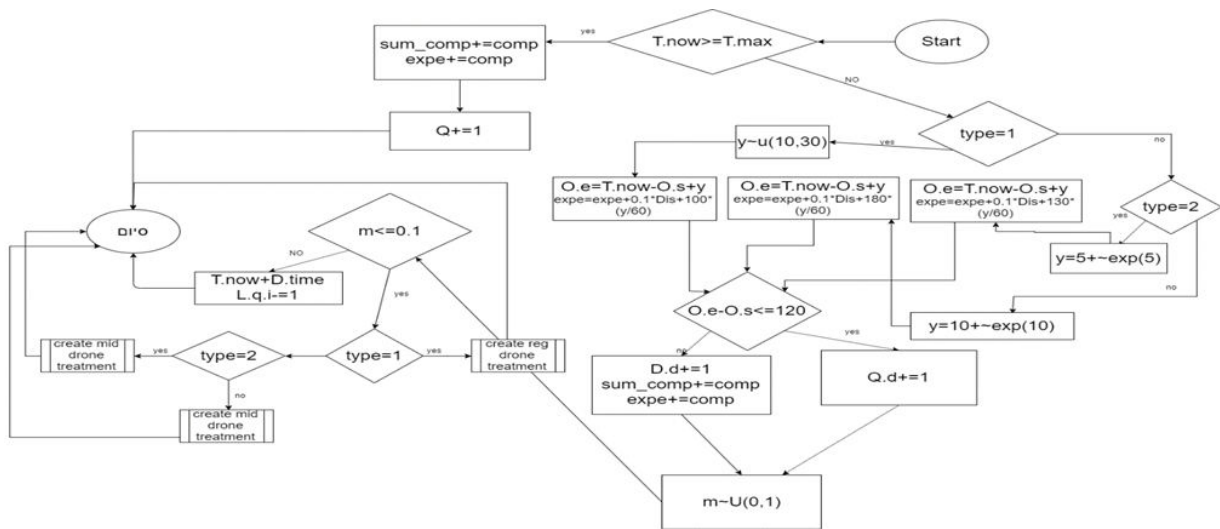 Start
T.now>=T.max
yes
sum_comp+=comp
expe+=comp
Q+=1
NO
type=1
yes
y~u(10,30)
no
type=2
yes
y=5+~exp(5)
no
y=10+~exp(10)
O.e=T.now-O.s+y
expe=expe+0.1*Dis+100*
(y/60)
O.e=T.now-O.s+y
expe=expe+0.1*Dis+180*
(y/60)
O.e=T.now-O.s+y
expe=expe+0.1*Dis+130*
(y/60)
O.e-O.s<=120
no
yes
D.d+=1
sum_comp+=comp
expe+=comp
Q.d+=1
m~U(0,1)
m<=0.1
NO
T.now+D.time
L.q.i-=1
yes
type=1
yes
create reg
drone
treatment
type=2
yes
create mid
drone
treatment
no
create mid
drone
treatment
סיום